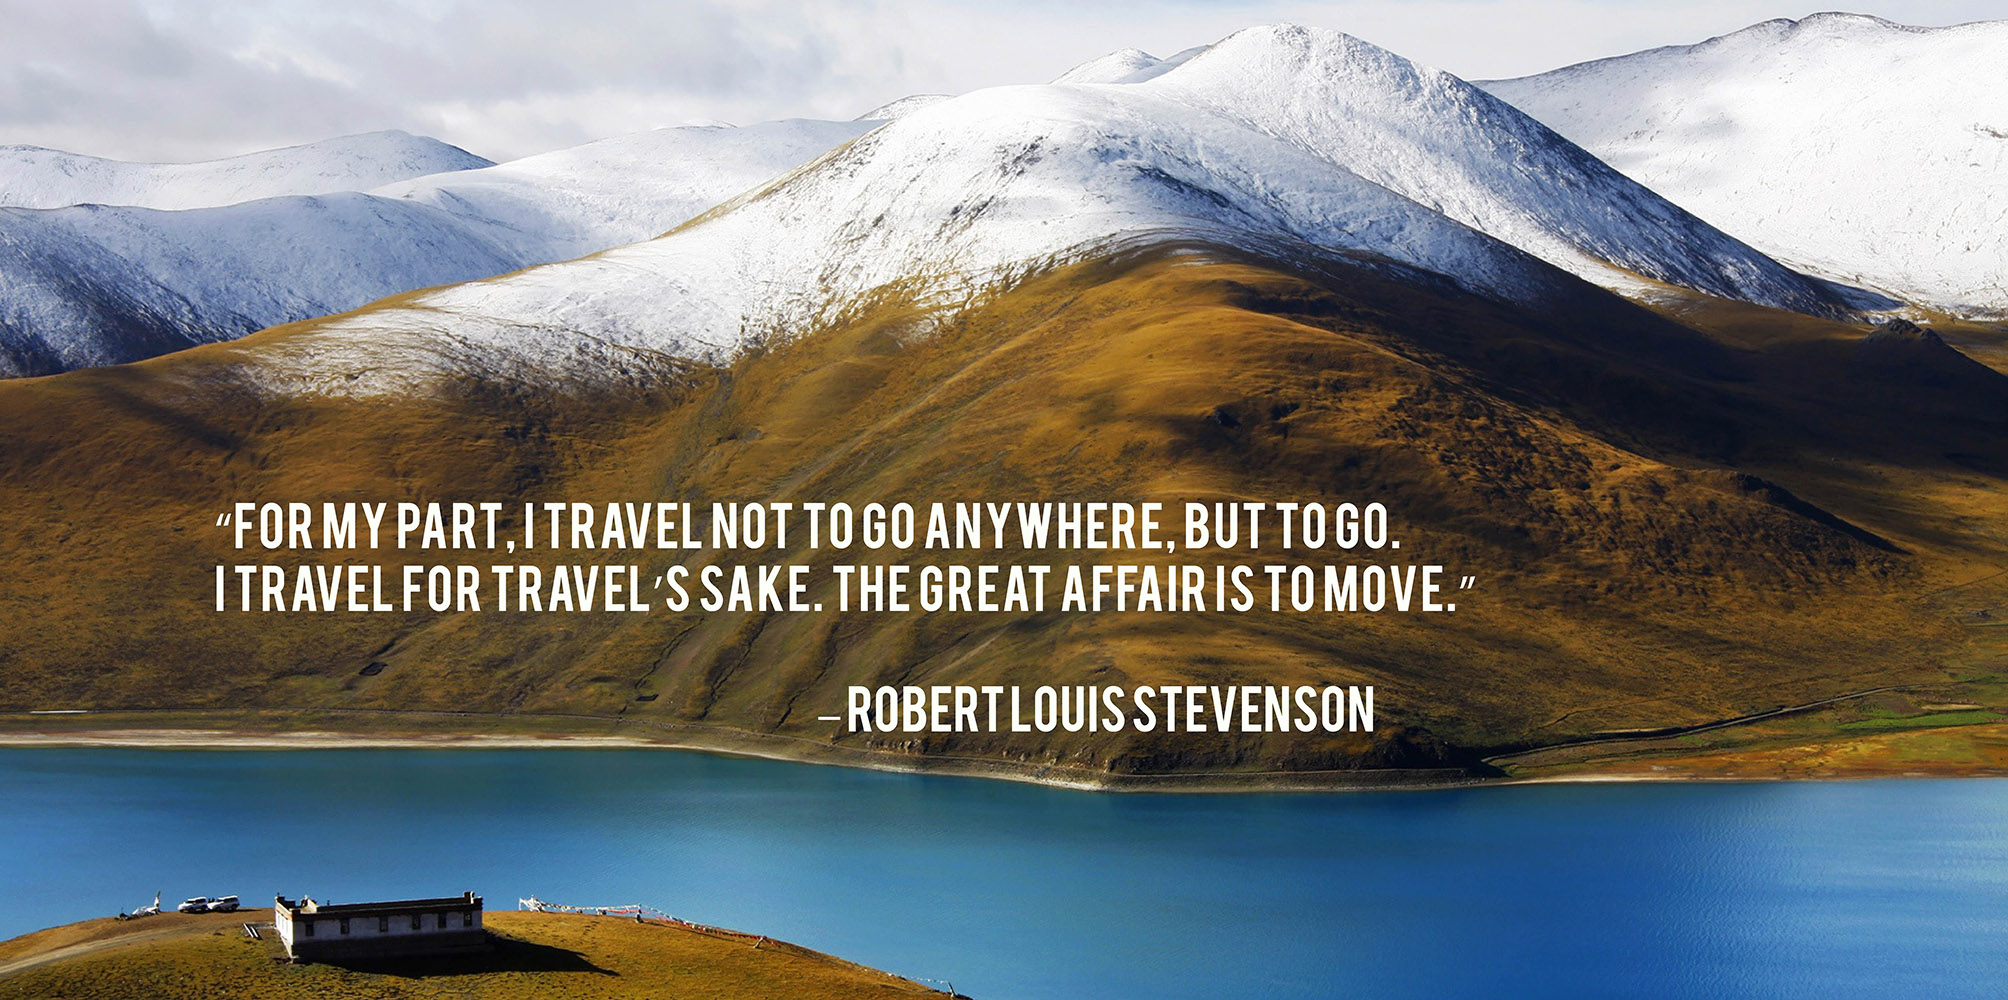 “FOR MY PART, I TRAVEL NOT TO GO ANYWHERE, BUT TO GO.
I TRAVEL FOR TRAVEL’S SAKE. THE GREAT AFFAIR IS TO MOVE.”
– ROBERT LOUIS STEVENSON